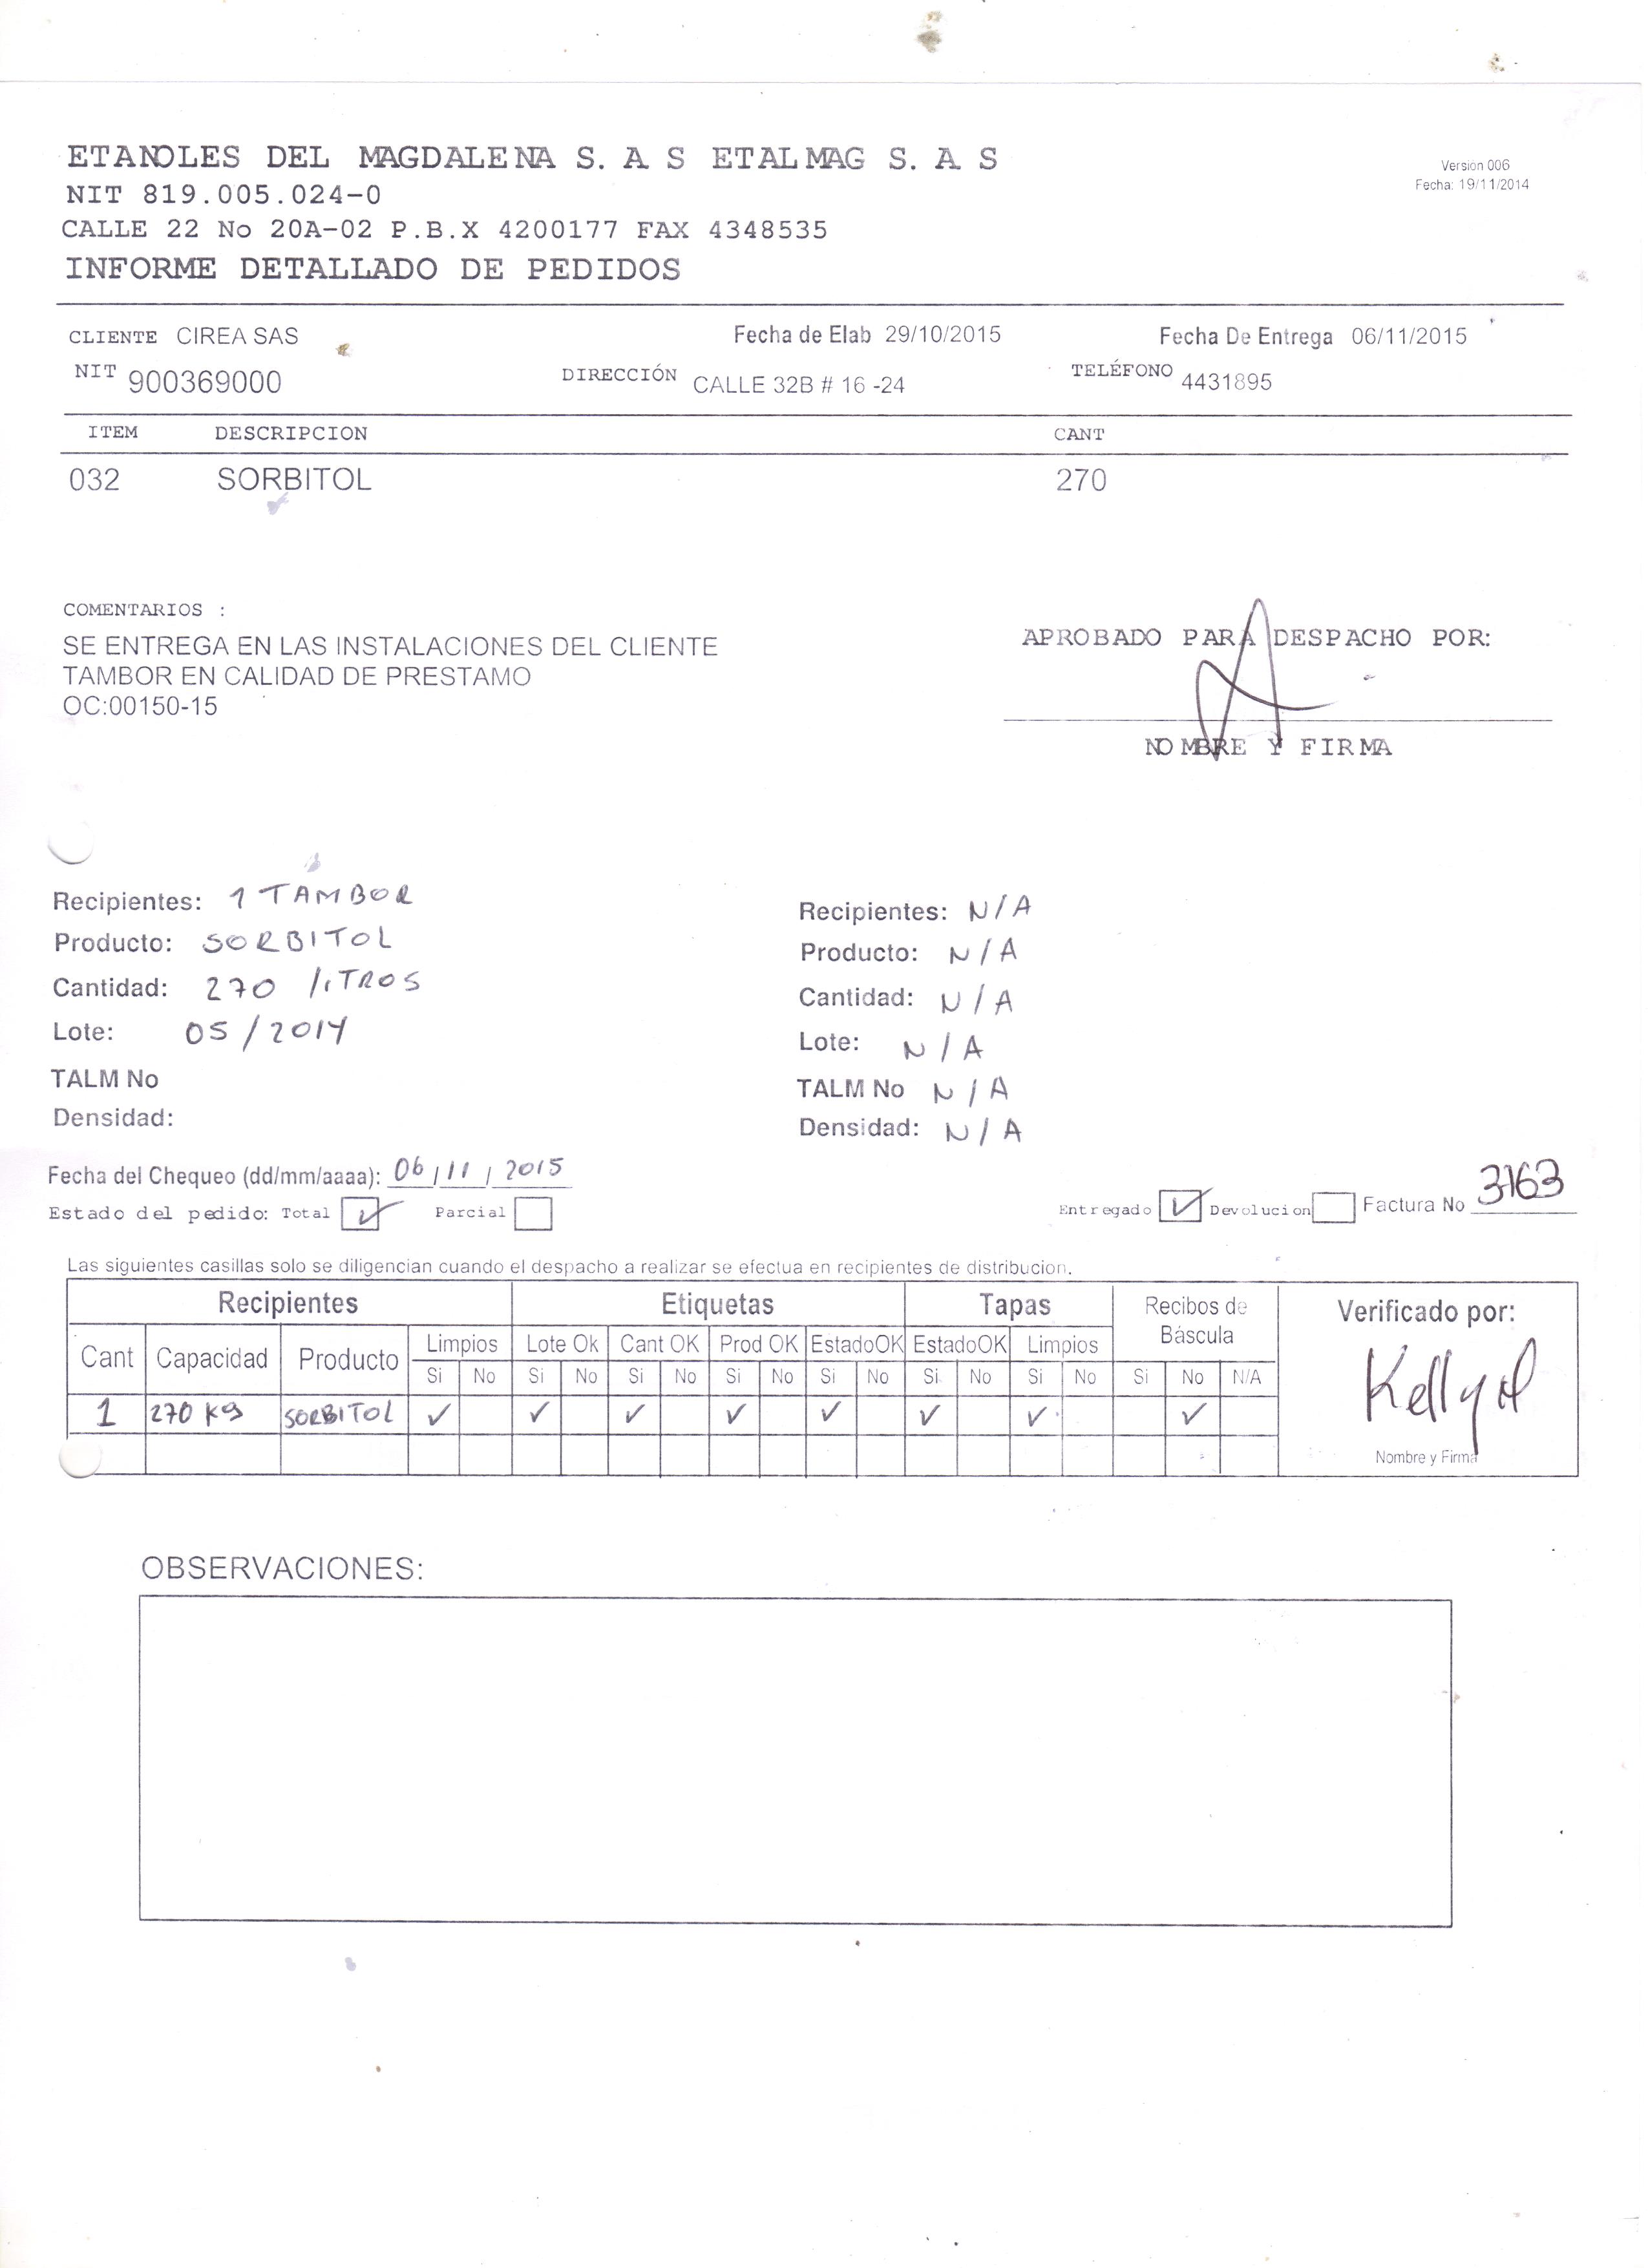 ETANOLES DEL MAGDALENA S. A S ETALMAG S. A S
Version 006
Fecha: 19/11/2014
NIT 819.005.024-0
CALLE 22 No 20A-02 P.B.X 4200177 FAX 4348535
INFORME DETALLADO DE PEDIDOS
CLIENTE CIREA SAS Fecha de Elab 29/10/2015 Fecha De Entrega 06/11/2015
NIT 900369000 DIRECCIÓN CALLE 32B # 16 -24 TELÉFONO 4431895
ITEM DESCRIPCION CANT
032 SORBITOL 270
COMENTARIOS :
SE ENTREGA EN LAS INSTALACIONES DEL CLIENTE
TAMBOR EN CALIDAD DE PRESTAMO
OC:00150-15
APROBADO PARA DESPACHO POR:
NOMBRE Y FIRMA
Recipientes: 1 TAMBOR
Producto: SORBITOL
Cantidad: 270 litros
Lote: 05/2014
TALM No
Densidad:
Recipientes: N/A
Producto: N/A
Cantidad: N/A
Lote: N/A
TALM No N/A
Densidad: N/A
Fecha del Chequeo (dd/mm/aaaa): 06/11/2015
Estado del pedido: Total ✓ Parcial
Entregado ✓ Devolucion Factura No 3163
Las siguientes casillas solo se diligencian cuando el despacho a realizar se efectua en recipientes de distribucion.
Recipientes Etiquetas Tapas Recibos de Báscula Verificado por:
Cant Capacidad Producto Limpios Lote Ok Cant OK Prod OK EstadoOK EstadoOK Limpios
Si No Si No Si No Si No Si No Si No Si No Si No N/A
1 270 Kg SORBITOL ✓ ✓ ✓ ✓ ✓ ✓ ✓ ✓
Nombre y Firma
OBSERVACIONES: